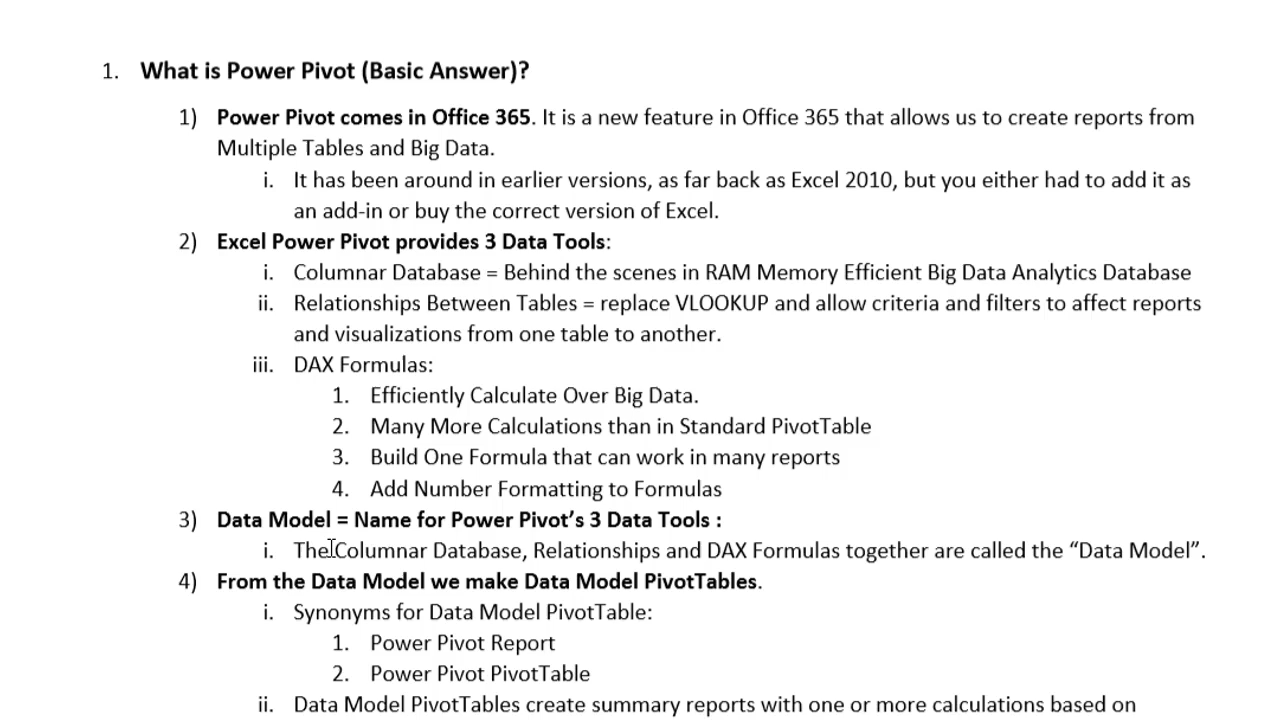 1. What is Power Pivot (Basic Answer)?
1) Power Pivot comes in Office 365. It is a new feature in Office 365 that allows us to create reports from
Multiple Tables and Big Data.
i. It has been around in earlier versions, as far back as Excel 2010, but you either had to add it as
an add-in or buy the correct version of Excel.
2) Excel Power Pivot provides 3 Data Tools:
i. Columnar Database = Behind the scenes in RAM Memory Efficient Big Data Analytics Database
ii. Relationships Between Tables = replace VLOOKUP and allow criteria and filters to affect reports
and visualizations from one table to another.
iii. DAX Formulas:
1. Efficiently Calculate Over Big Data.
2. Many More Calculations than in Standard PivotTable
3. Build One Formula that can work in many reports
4. Add Number Formatting to Formulas
3) Data Model = Name for Power Pivot’s 3 Data Tools :
i. The Columnar Database, Relationships and DAX Formulas together are called the “Data Model”.
4) From the Data Model we make Data Model PivotTables.
i. Synonyms for Data Model PivotTable:
1. Power Pivot Report
2. Power Pivot PivotTable
ii. Data Model PivotTables create summary reports with one or more calculations based on